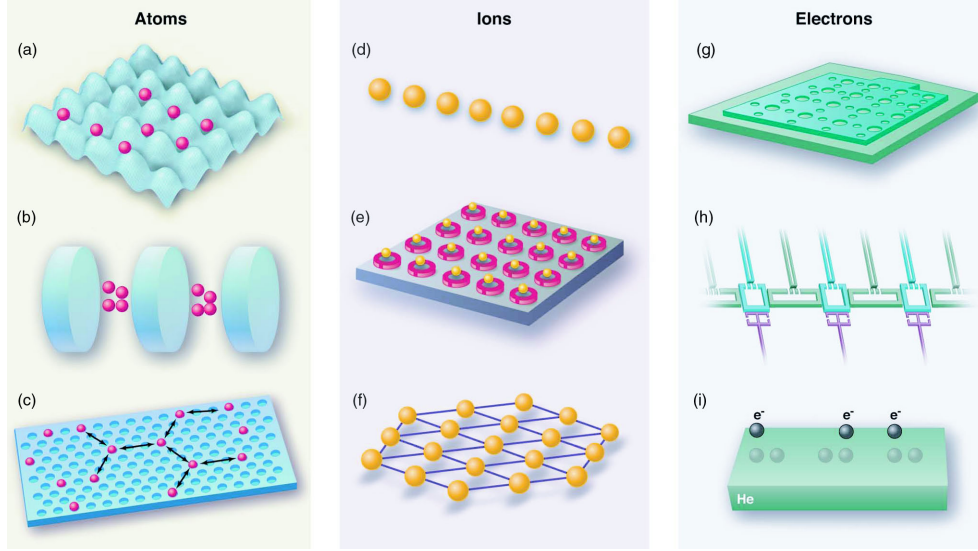 Atoms
Ions
Electrons
(a)
(d)
(g)
(b)
(e)
(h)
(c)
(f)
(i)
e-
e-
e-
He